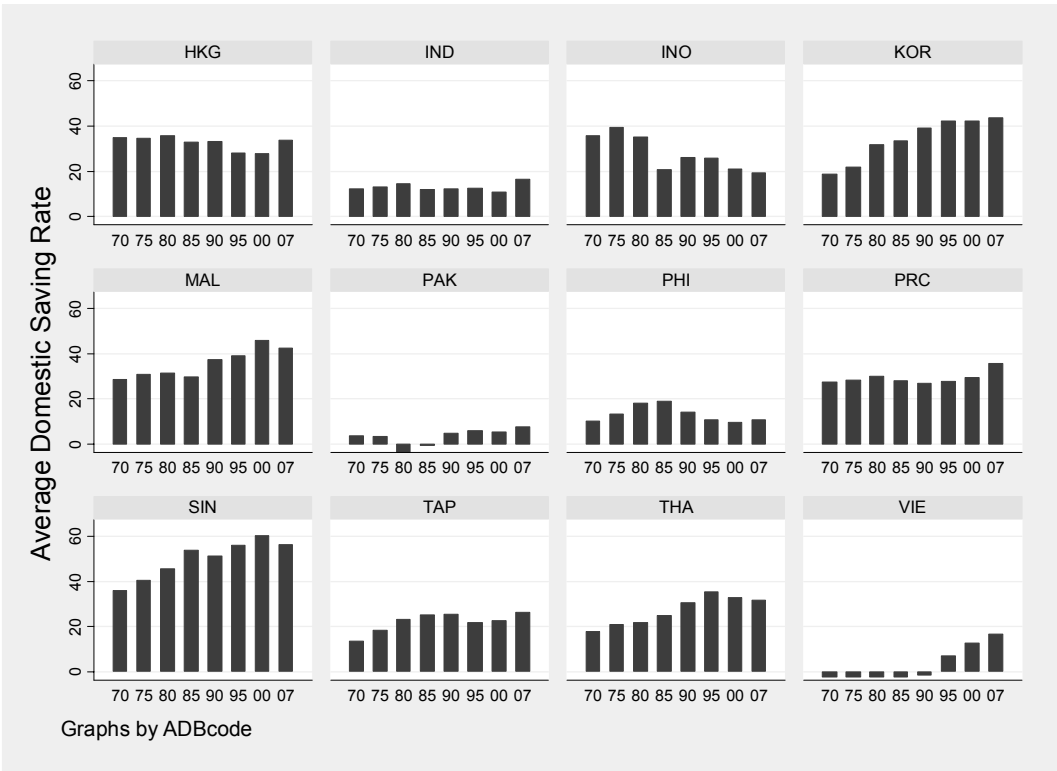 Average Domestic Saving Rate
HKG IND INO KOR
60
40
20
0
70 75 80 85 90 95 00 07 70 75 80 85 90 95 00 07 70 75 80 85 90 95 00 07 70 75 80 85 90 95 00 07
MAL PAK PHI PRC
60
40
20
0
70 75 80 85 90 95 00 07 70 75 80 85 90 95 00 07 70 75 80 85 90 95 00 07 70 75 80 85 90 95 00 07
SIN TAP THA VIE
60
40
20
0
70 75 80 85 90 95 00 07 70 75 80 85 90 95 00 07 70 75 80 85 90 95 00 07 70 75 80 85 90 95 00 07
Graphs by ADBcode